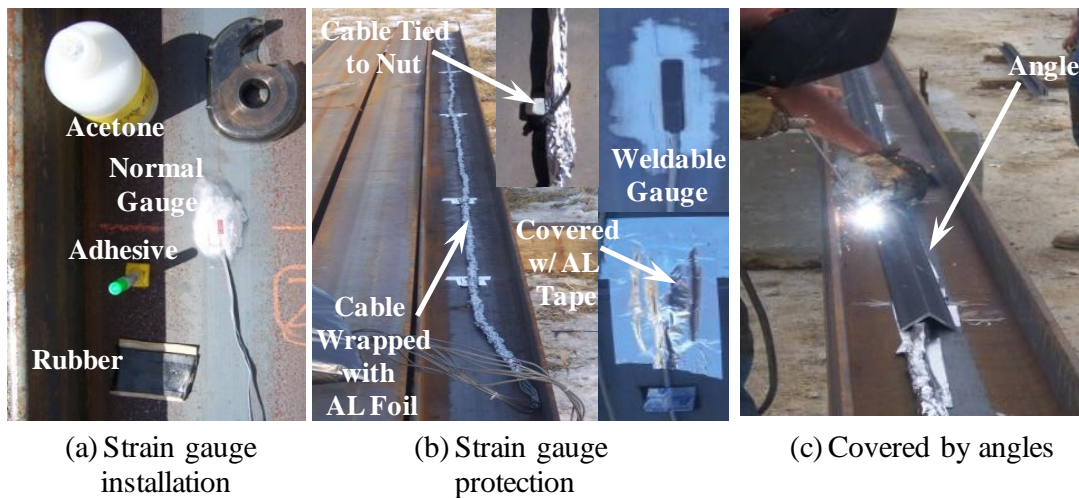 Acetone
Normal
Gauge
Adhesive
Rubber
Cable Tied
to Nut
Weldable
Gauge
Covered
w/ AL
Tape
Cable
Wrapped
with
AL Foil
Angle
(a) Strain gauge
installation
(b) Strain gauge
protection
(c) Covered by angles